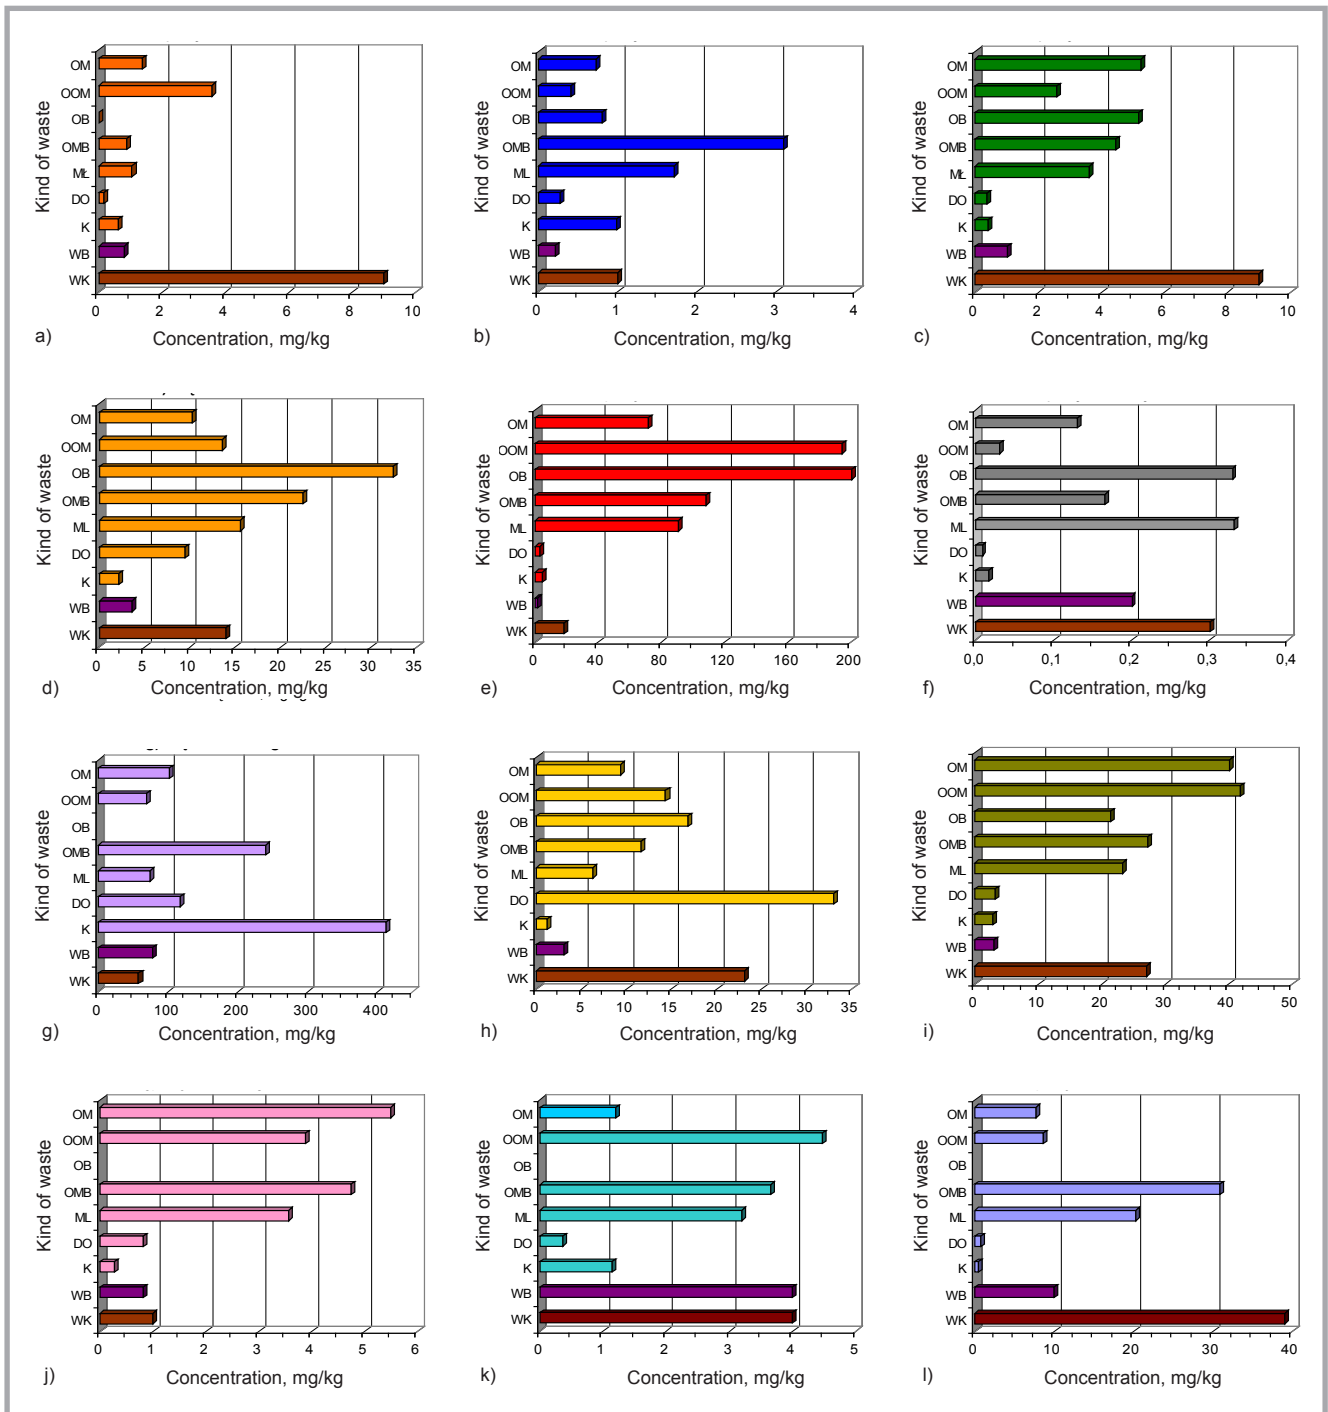 Kind of waste
OM
OOM
OB
OMB
MŁ
DO
K
WB
WK
0 2 4 6 8 10
a) Concentration, mg/kg
Kind of waste
OM
OOM
OB
OMB
ML
DO
K
WB
WK
0 1 2 3 4
b) Concentration, mg/kg
Kind of waste
OM
OOM
OB
OMB
MŁ
DO
K
WB
WK
0 2 4 6 8 10
c) Concentration, mg/kg
Kind of waste
OM
OOM
OB
OMB
ML
DO
K
WB
WK
0 5 10 15 20 25 30 35
d) Concentration, mg/kg
Kind of waste
OM
OOM
OB
OMB
ML
DO
K
WB
WK
0 40 80 120 160 200
e) Concentration, mg/kg
Kind of waste
OM
OOM
OB
OMB
ML
DO
K
WB
WK
0,0 0,1 0,2 0,3 0,4
f) Concentration, mg/kg
Kind of waste
OM
OOM
OB
OMB
ML
DO
K
WB
WK
0 100 200 300 400
g) Concentration, mg/kg
Kind of waste
OM
OOM
OB
OMB
ML
DO
K
WB
WK
0 5 10 15 20 25 30 35
h) Concentration, mg/kg
Kind of waste
OM
OOM
OB
OMB
ML
DO
K
WB
WK
0 10 20 30 40 50
i) Concentration, mg/kg
Kind of waste
OM
OOM
OB
OMB
ML
DO
K
WB
WK
0 1 2 3 4 5 6
j) Concentration, mg/kg
Kind of waste
OM
OOM
OB
OMB
ML
DO
K
WB
WK
0 1 2 3 4 5
k) Concentration, mg/kg
Kind of waste
OM
OOM
OB
OMB
ML
DO
K
WB
WK
0 10 20 30 40
l) Concentration, mg/kg